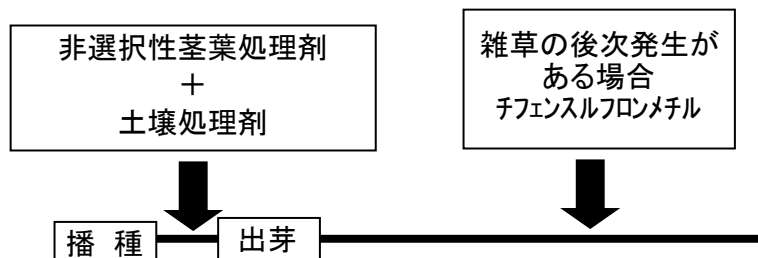 非選択性茎葉処理剤
＋
土壌処理剤
雑草の後次発生が
ある場合
ﾁﾌｪﾝｽﾙﾌﾛﾝﾒﾁﾙ
播 種
出芽